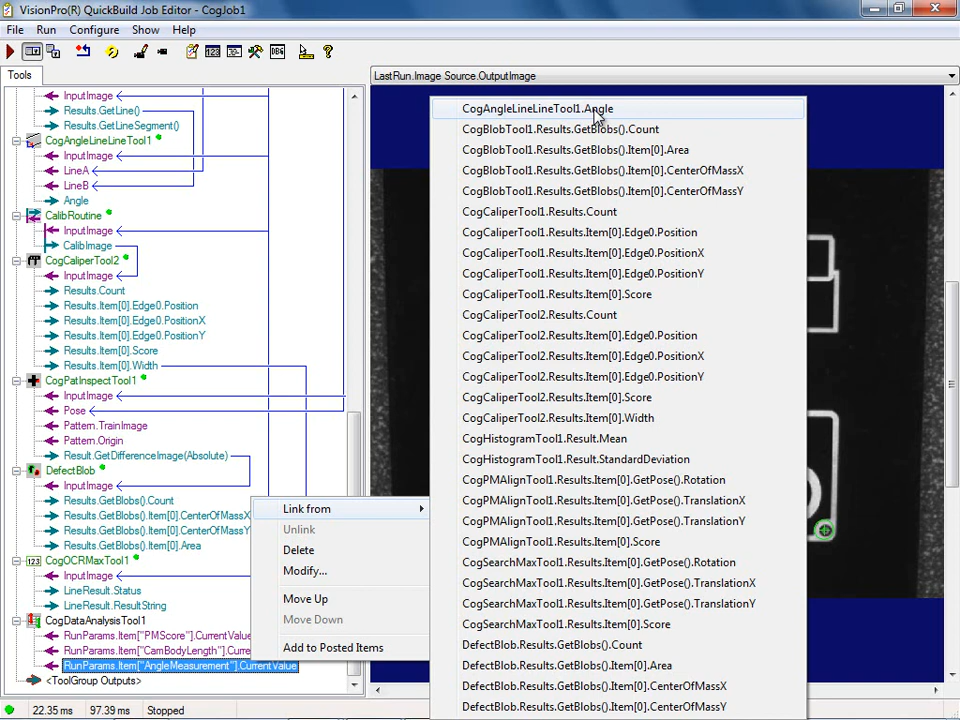 VisionPro(R) QuickBuild Job Editor - CogJob1
File Run Configure Show Help
Tools
LastRun.Image Source.OutputImage
InputImage
Results.GetLine()
Results.GetLineSegment()
CogAngleLineLineTool1
InputImage
LineA
LineB
Angle
CalibRoutine
InputImage
CalibImage
CogCaliperTool2
InputImage
Results.Count
Results.Item[0].Edge0.Position
Results.Item[0].Edge0.PositionX
Results.Item[0].Edge0.PositionY
Results.Item[0].Score
Results.Item[0].Width
CogPatInspectTool1
InputImage
Pose
Pattern.TrainImage
Pattern.Origin
Result.GetDifferenceImage(Absolute)
DefectBlob
InputImage
Results.GetBlobs().Count
Results.GetBlobs().Item[0].CenterOfMassX
Results.GetBlobs().Item[0].CenterOfMassY
Results.GetBlobs().Item[0].Area
CogOCRMaxTool1
InputImage
LineResult.Status
LineResult.ResultString
CogDataAnalysisTool1
RunParams.Item["PMScore"].CurrentValue
RunParams.Item["CamBodyLength"].Curre
RunParams.Item["AngleMeasurement"].CurrentValue
<ToolGroup Outputs>
Link from
Unlink
Delete
Modify...
Move Up
Move Down
Add to Posted Items
CogAngleLineLineTool1.Angle
CogBlobTool1.Results.GetBlobs().Count
CogBlobTool1.Results.GetBlobs().Item[0].Area
CogBlobTool1.Results.GetBlobs().Item[0].CenterOfMassX
CogBlobTool1.Results.GetBlobs().Item[0].CenterOfMassY
CogCaliperTool1.Results.Count
CogCaliperTool1.Results.Item[0].Edge0.Position
CogCaliperTool1.Results.Item[0].Edge0.PositionX
CogCaliperTool1.Results.Item[0].Edge0.PositionY
CogCaliperTool1.Results.Item[0].Score
CogCaliperTool2.Results.Count
CogCaliperTool2.Results.Item[0].Edge0.Position
CogCaliperTool2.Results.Item[0].Edge0.PositionX
CogCaliperTool2.Results.Item[0].Edge0.PositionY
CogCaliperTool2.Results.Item[0].Score
CogCaliperTool2.Results.Item[0].Width
CogHistogramTool1.Result.Mean
CogHistogramTool1.Result.StandardDeviation
CogPMAlignTool1.Results.Item[0].GetPose().Rotation
CogPMAlignTool1.Results.Item[0].GetPose().TranslationX
CogPMAlignTool1.Results.Item[0].GetPose().TranslationY
CogPMAlignTool1.Results.Item[0].Score
CogSearchMaxTool1.Results.Item[0].GetPose().Rotation
CogSearchMaxTool1.Results.Item[0].GetPose().TranslationX
CogSearchMaxTool1.Results.Item[0].GetPose().TranslationY
CogSearchMaxTool1.Results.Item[0].Score
DefectBlob.Results.GetBlobs().Count
DefectBlob.Results.GetBlobs().Item[0].Area
DefectBlob.Results.GetBlobs().Item[0].CenterOfMassX
DefectBlob.Results.GetBlobs().Item[0].CenterOfMassY
22.35 ms 97.39 ms Stopped